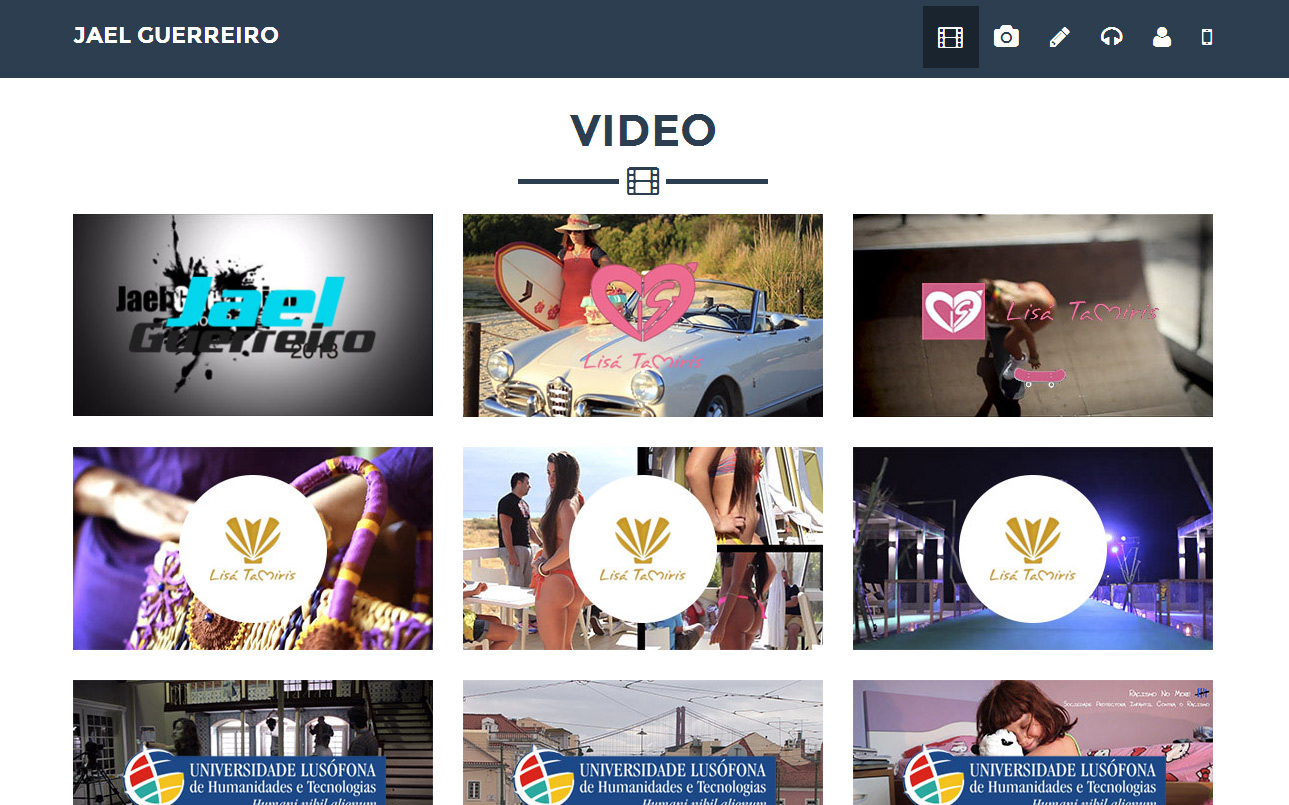 JAEL GUERREIRO
VIDEO
Jael
Jael
Guerreiro
2013
Lisá Tamiris
Lisá Tamiris
Lisá Tamiris
Lisá Tamiris
Lisá Tamiris
Racismo No More
Sociedade Protectora Infantil Contra o Racismo
UNIVERSIDADE LUSÓFONA
de Humanidades e Tecnologias
Humani nihil alienum
UNIVERSIDADE LUSÓFONA
de Humanidades e Tecnologias
Humani nihil alienum
UNIVERSIDADE LUSÓFONA
de Humanidades e Tecnologias
Humani nihil alienum